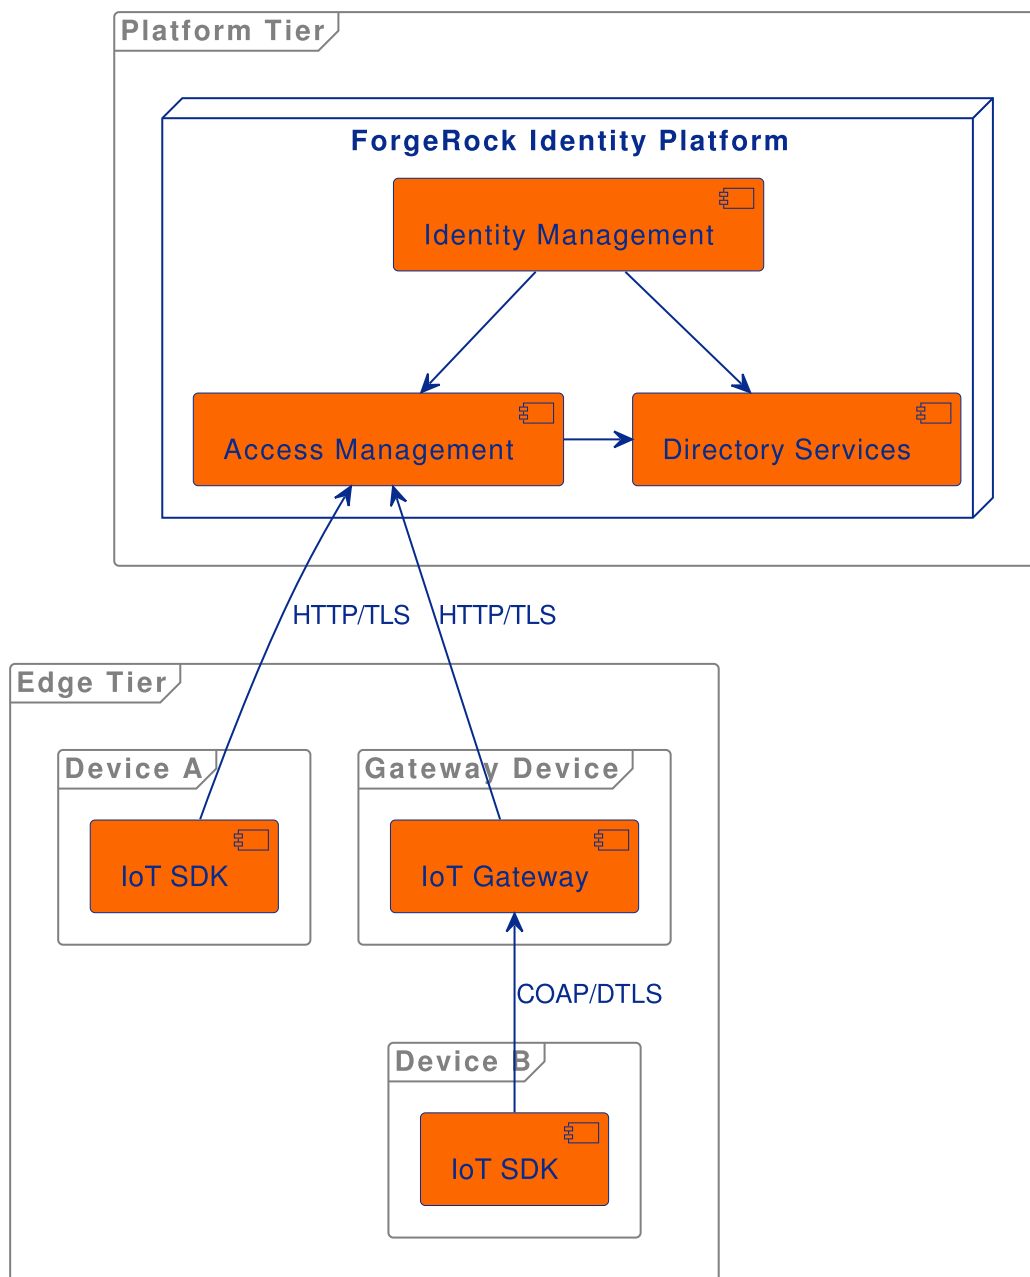 Platform Tier
ForgeRock Identity Platform
Identity Management
Access Management
Directory Services
HTTP/TLS
HTTP/TLS
Edge Tier
Device A
Gateway Device
IoT SDK
IoT Gateway
COAP/DTLS
Device B
IoT SDK